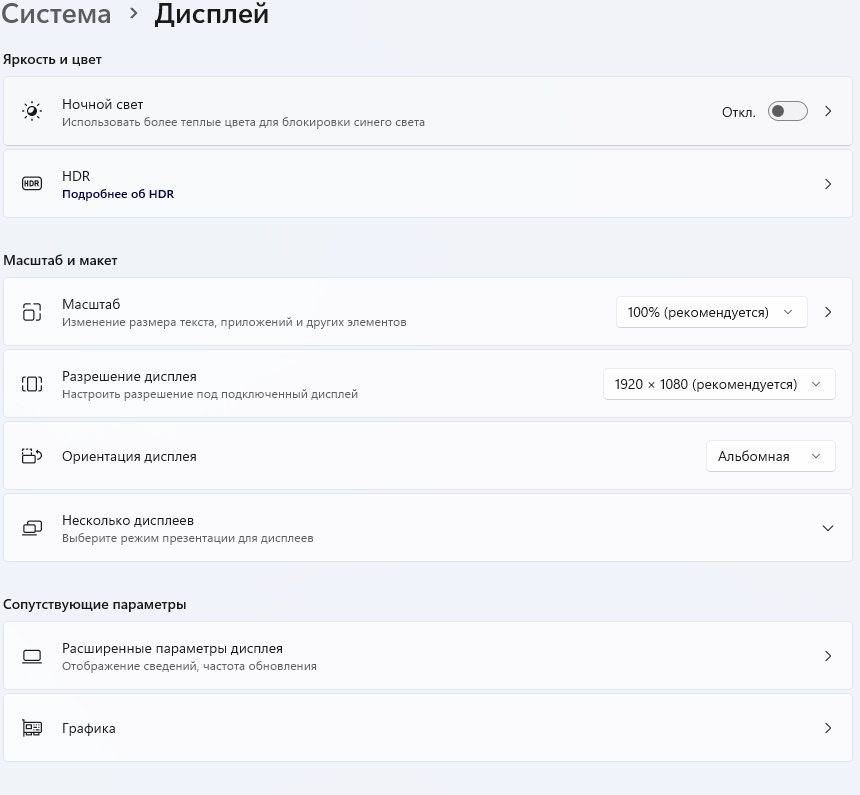 Система > Дисплей
Яркость и цвет
Ночной свет
Использовать более теплые цвета для блокировки синего света
Откл.
HDR
HDR
Подробнее об HDR
Масштаб и макет
Масштаб
Изменение размера текста, приложений и других элементов
100% (рекомендуется)
Разрешение дисплея
Настроить разрешение под подключенный дисплей
1920 × 1080 (рекомендуется)
Ориентация дисплея
Альбомная
Несколько дисплеев
Выберите режим презентации для дисплеев
Сопутствующие параметры
Расширенные параметры дисплея
Отображение сведений, частота обновления
Графика